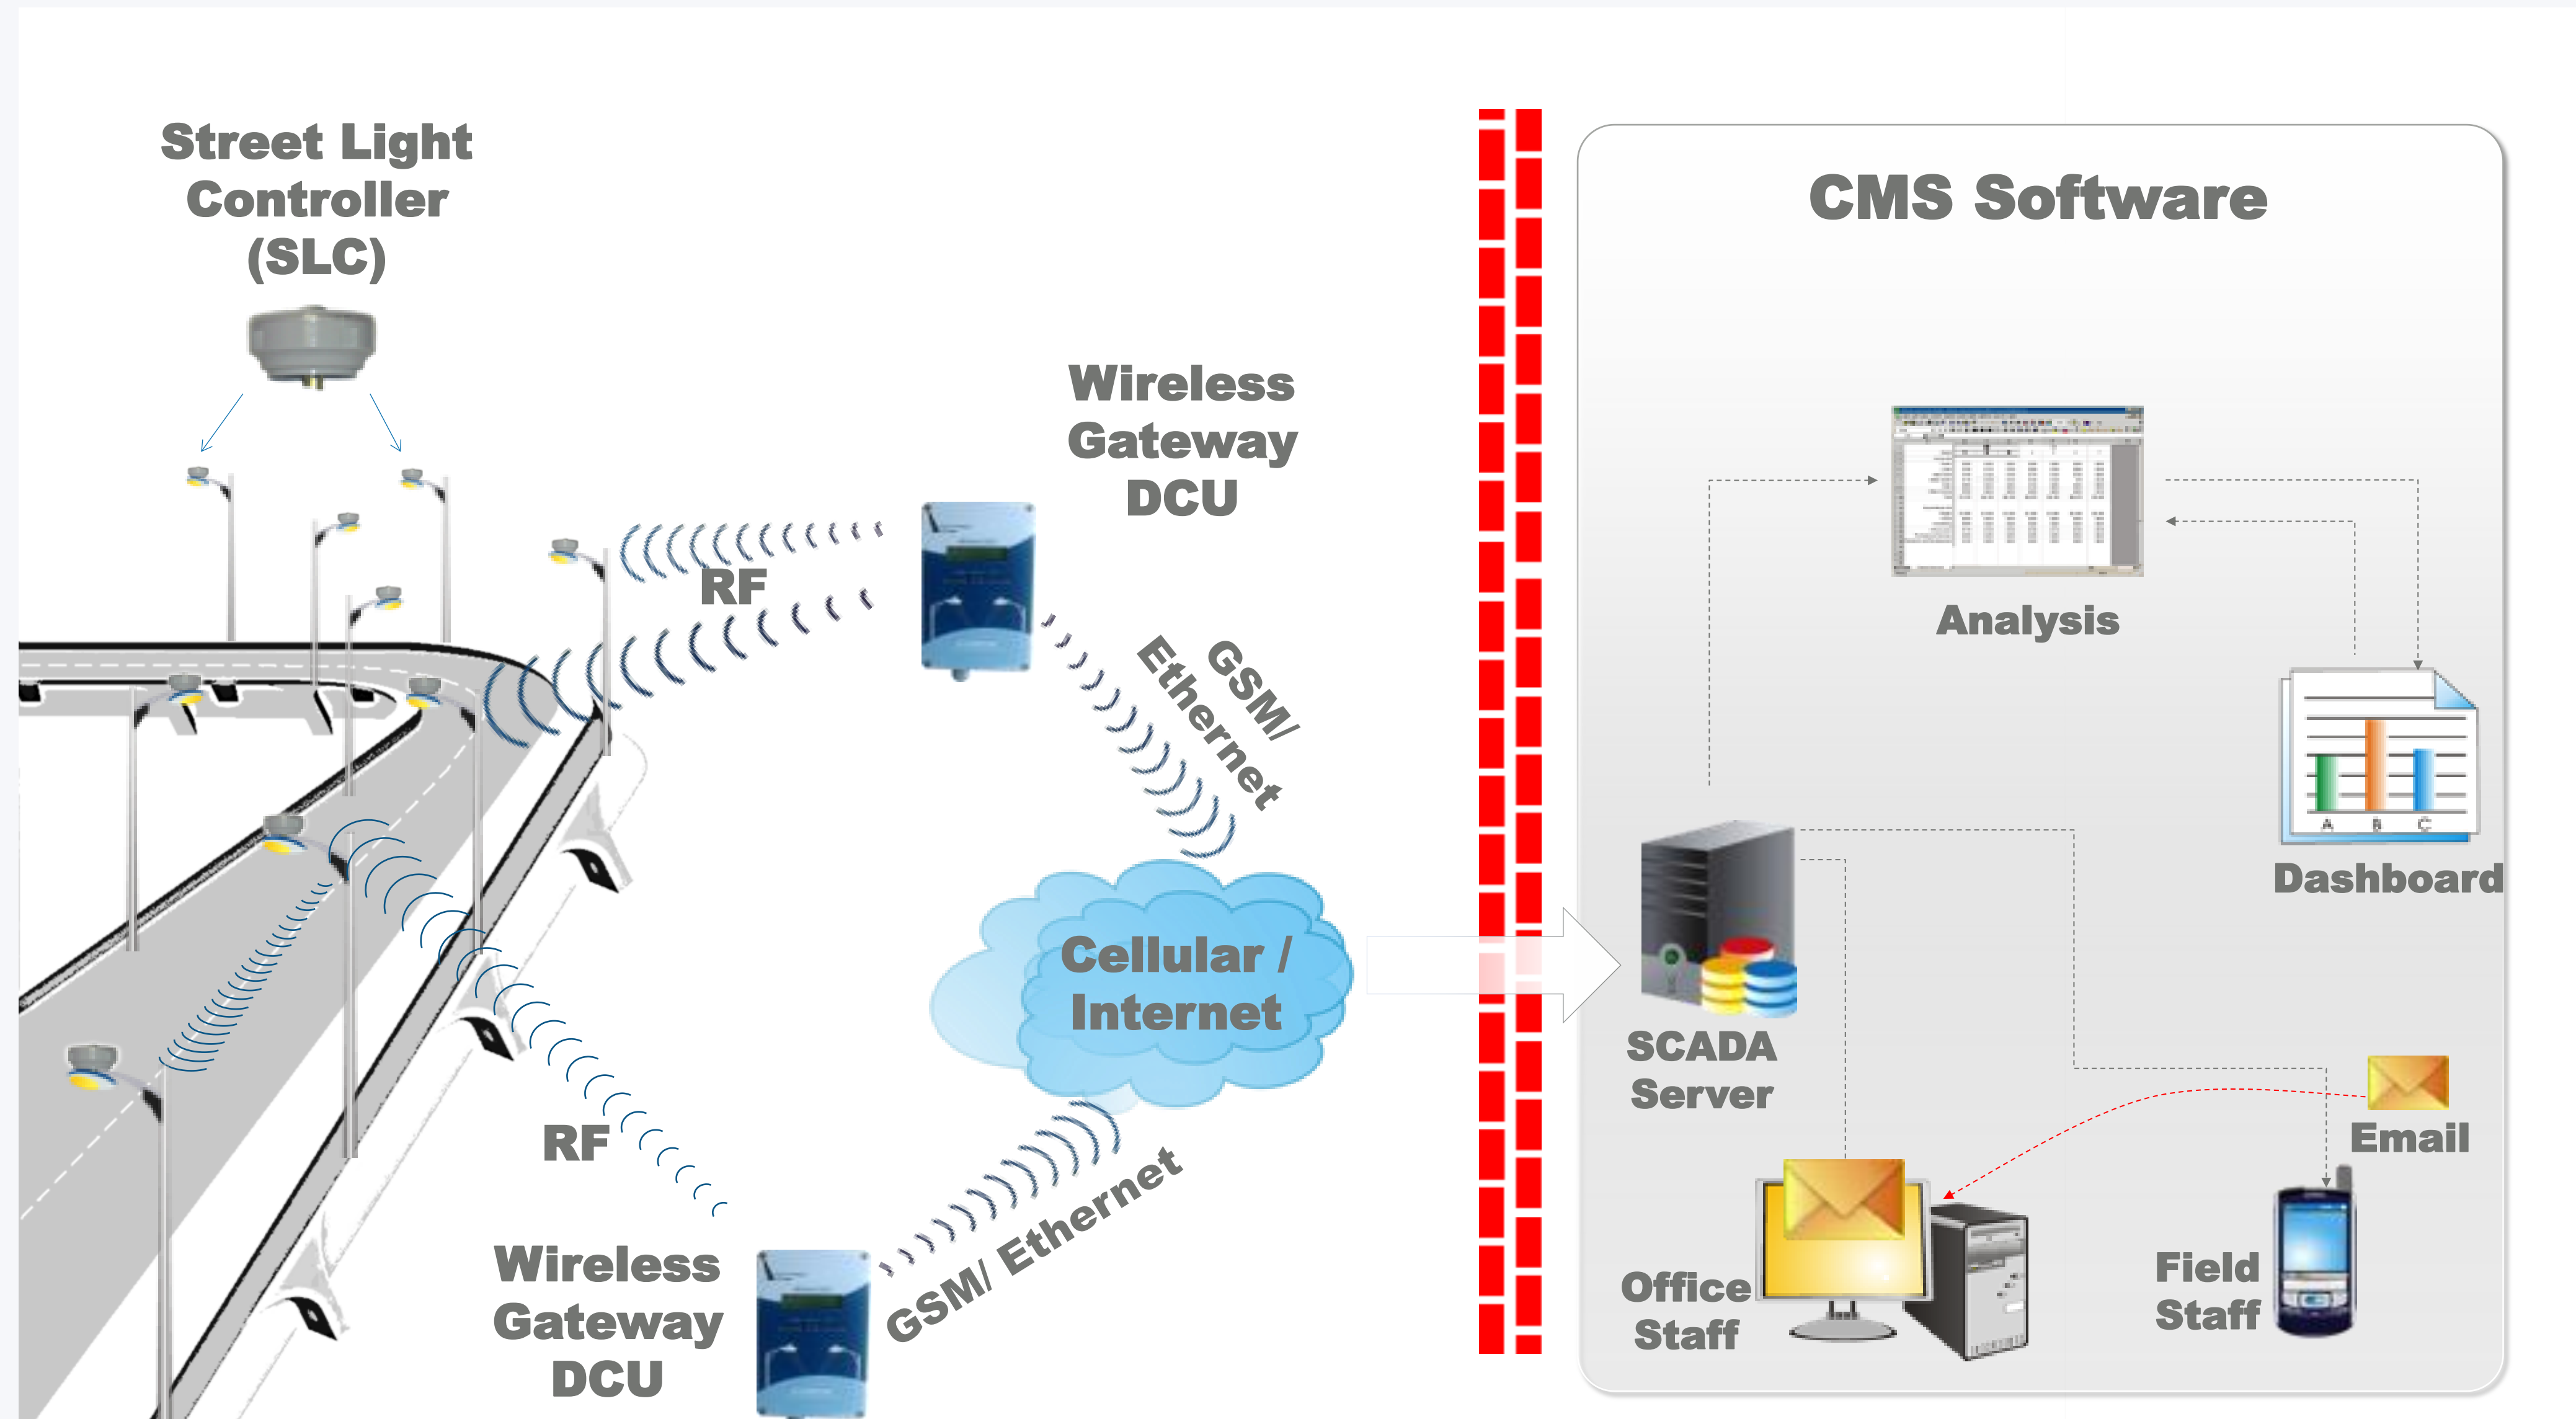 Street Light
Controller
(SLC)
CMS Software
Wireless
Gateway
DCU
RF
GSM/
Ethernet
Analysis
A B C
Dashboard
Cellular /
Internet
SCADA
Server
Email
RF
GSM/ Ethernet
Wireless
Gateway
DCU
Office
Staff
Field
Staff